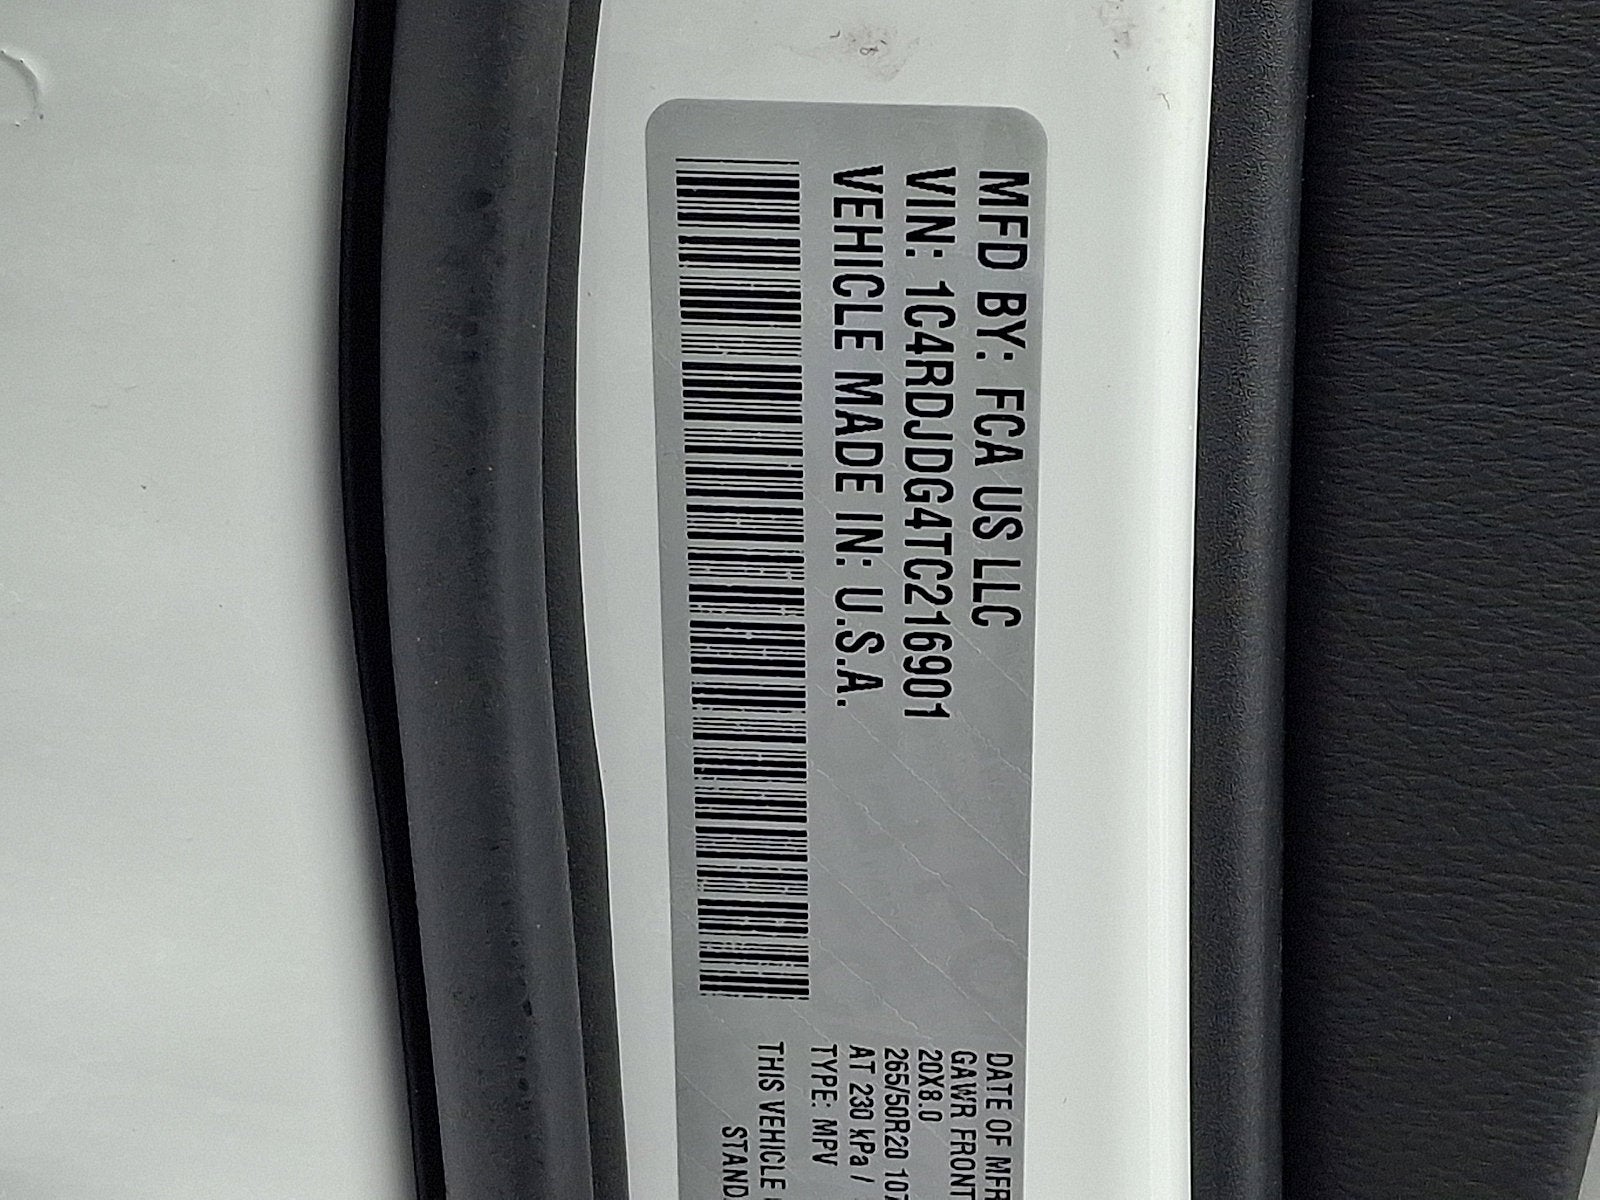 MFD BY: FCA US LLC
VIN: 1C4RDJDG4TC216901
VEHICLE MADE IN: U.S.A.
DATE OF MFR
GAWR FRONT
20X8.0
265/50R20 107
AT 230 kPa /
TYPE: MPV
THIS VEHICLE
STAND